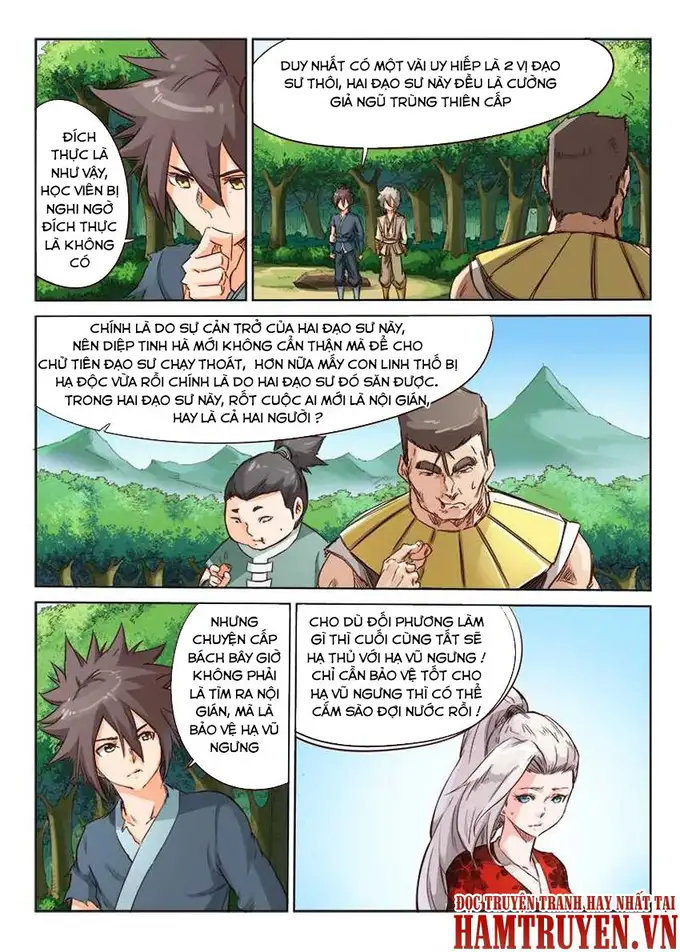 ĐÍCH
THỰC LÀ
NHƯ VẬY,
HỌC VIÊN BỊ
NGHI NGỜ
ĐÍCH THỰC
LÀ KHÔNG
CÓ
DUY NHẤT CÓ MỘT VÀI UY HIẾP LÀ 2 VỊ ĐẠO
SƯ THÔI, HAI ĐẠO SƯ NÀY ĐỀU LÀ CƯỜNG
GIẢ NGŨ TRÙNG THIÊN CẤP
CHÍNH LÀ DO SỰ CẢN TRỞ CỦA HAI ĐẠO SƯ NÀY,
NÊN DIỆP TINH HÀ MỚI KHÔNG CẨN THẬN MÀ ĐỂ CHO
CHỬ TIÊN ĐẠO SƯ CHẠY THOÁT, HƠN NỮA MẤY CON LINH THỐ BỊ
HẠ ĐỘC VỪA RỒI CHÍNH LÀ DO HAI ĐẠO SƯ ĐÓ SĂN ĐƯỢC.
TRONG HAI ĐẠO SƯ NÀY, RỐT CUỘC AI MỚI LÀ NỘI GIÁN,
HAY LÀ CẢ HAI NGƯỜI ?
NHƯNG
CHUYỆN CẤP
BÁCH BÂY GIỜ
KHÔNG PHẢI
LÀ TÌM RA NỘI
GIÁN, MÀ LÀ
BẢO VỆ HẠ VŨ
NGƯNG
CHO DÙ ĐỐI PHƯƠNG LÀM
GÌ THÌ CUỐI CÙNG TẤT SẼ
HẠ THỦ VỚI HẠ VŨ NGƯNG !
CHỈ CẦN BẢO VỆ TỐT CHO
HẠ VŨ NGƯNG THÌ CÓ THỂ
CẮM SÀO ĐỢI NƯỚC RỒI !
ĐỌC TRUYỆN TRANH HAY NHẤT TẠI
HAMTRUYEN.VN